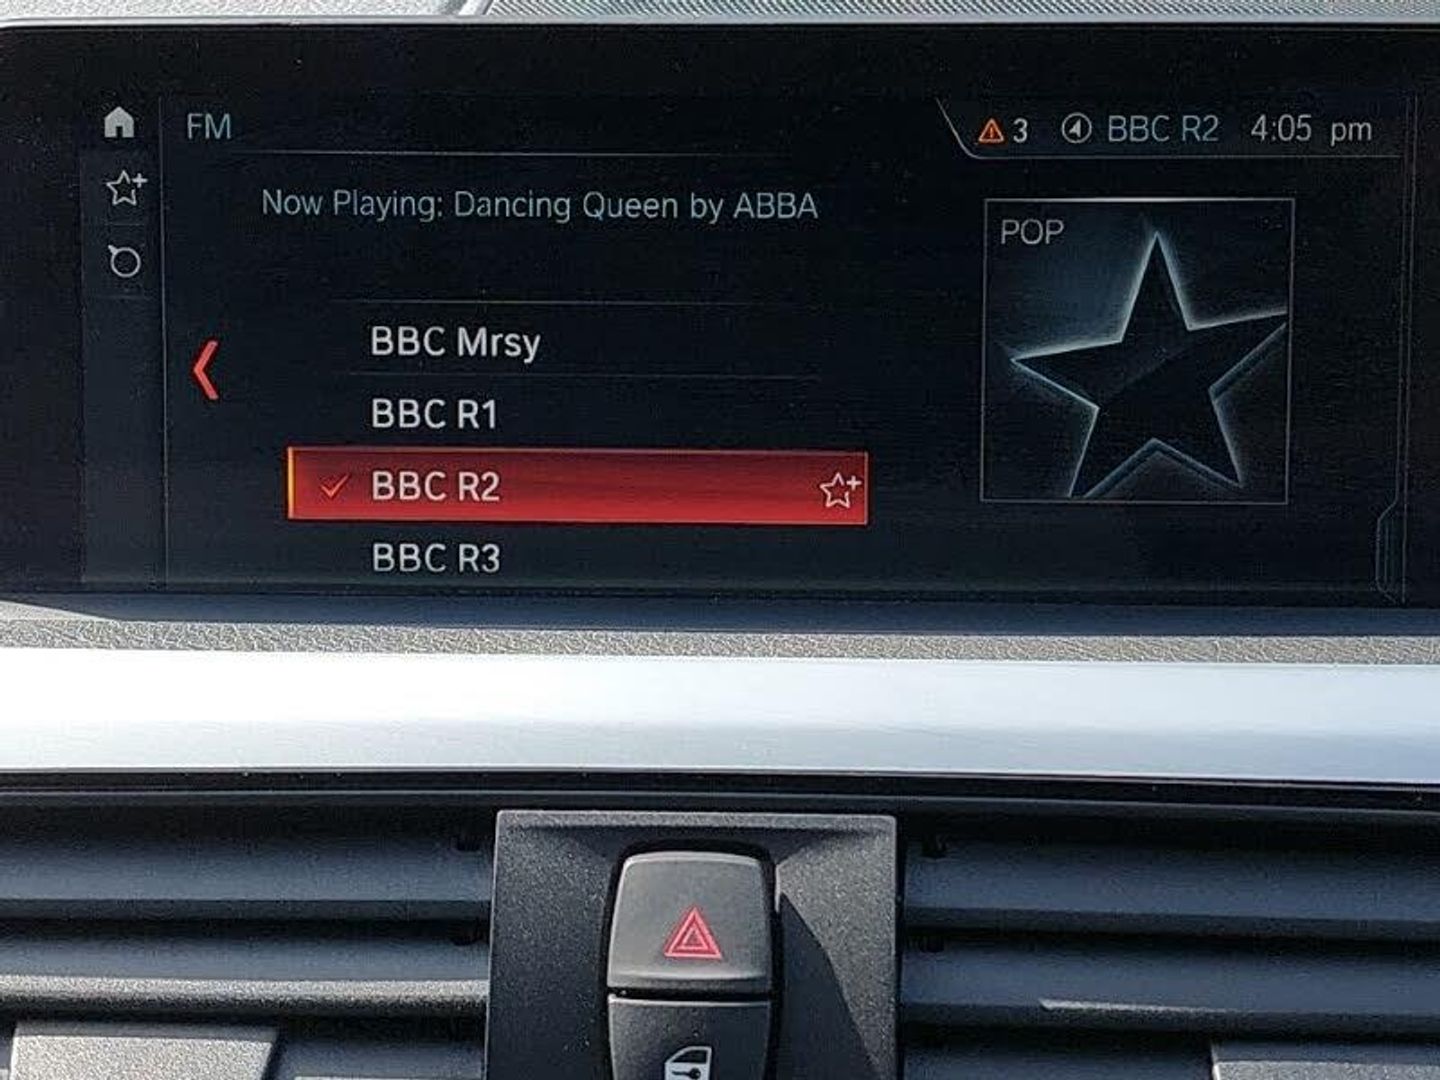 FM
3 BBC R2 4:05 pm
Now Playing: Dancing Queen by ABBA
POP
BBC Mrsy
BBC R1
BBC R2
BBC R3